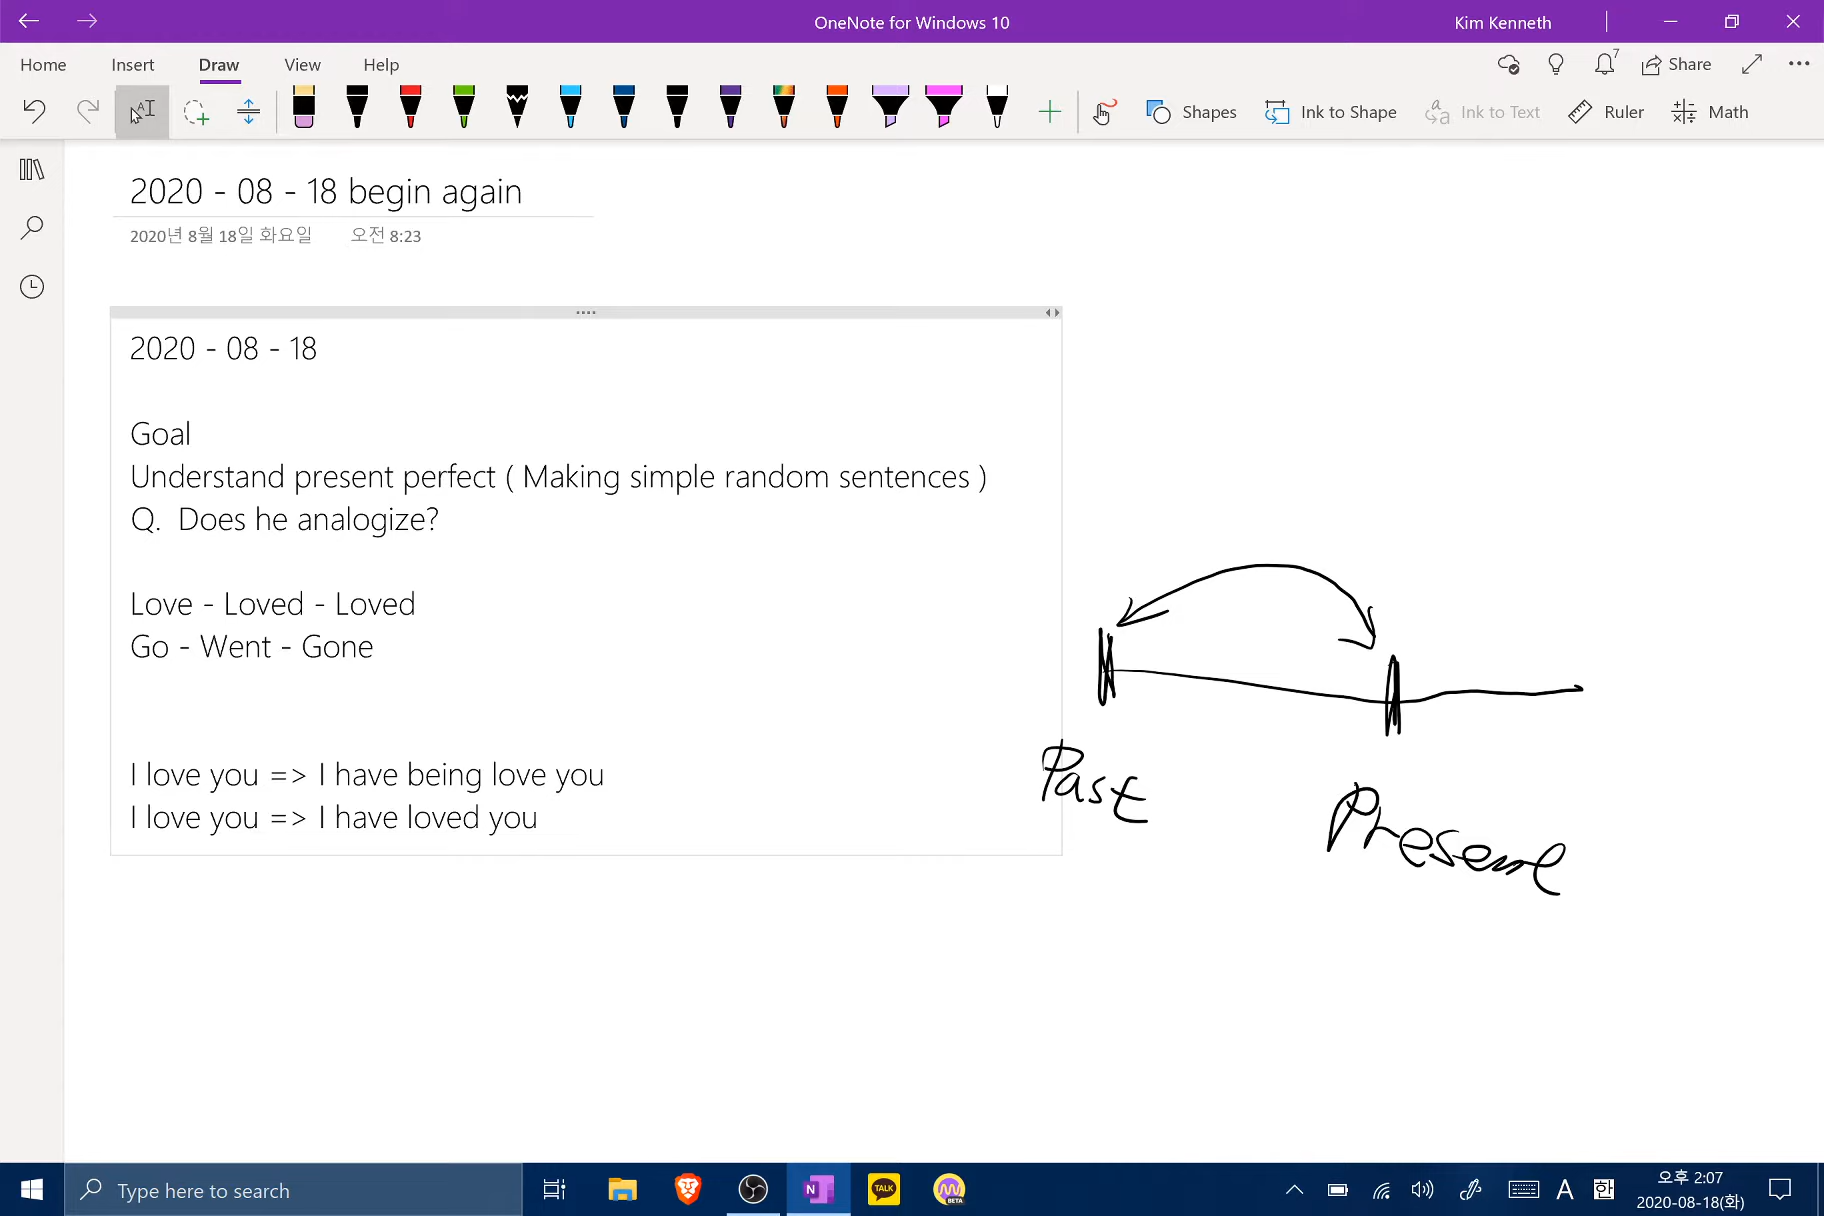 OneNote for Windows 10
Kim Kenneth
Home Insert Draw View Help
7
Share
Shapes Ink to Shape Ink to Text Ruler Math
2020 - 08 - 18 begin again
2020년 8월 18일 화요일 오전 8:23
2020 - 08 - 18
Goal
Understand present perfect ( Making simple random sentences )
Q. Does he analogize?
Love - Loved - Loved
Go - Went - Gone
I love you => I have being love you
I love you => I have loved you
Past
Present
Type here to search
N
TALK
BETA
A 한
오후 2:07
2020-08-18(화)